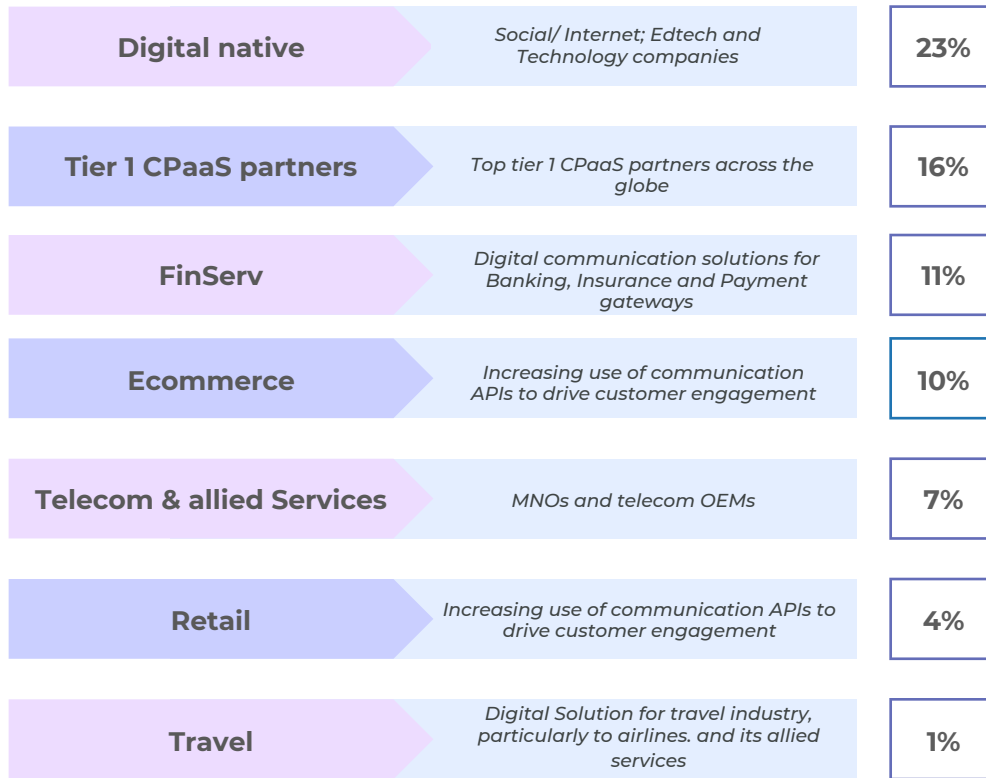 Digital native
Social/ Internet; Edtech and
Technology companies
23%
Tier 1 CPaaS partners
Top tier 1 CPaaS partners across the
globe
16%
FinServ
Digital communication solutions for
Banking, Insurance and Payment
gateways
11%
Ecommerce
Increasing use of communication
APIs to drive customer engagement
10%
Telecom & allied Services
MNOs and telecom OEMs
7%
Retail
Increasing use of communication APIs to
drive customer engagement
4%
Travel
Digital Solution for travel industry,
particularly to airlines. and its allied
services
1%